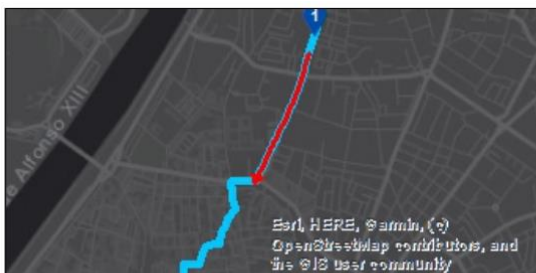 1
e Alfonso XIII
Esri, HERE, Garmin, (c)
OpenStreetMap contributors, and
the GIS user community